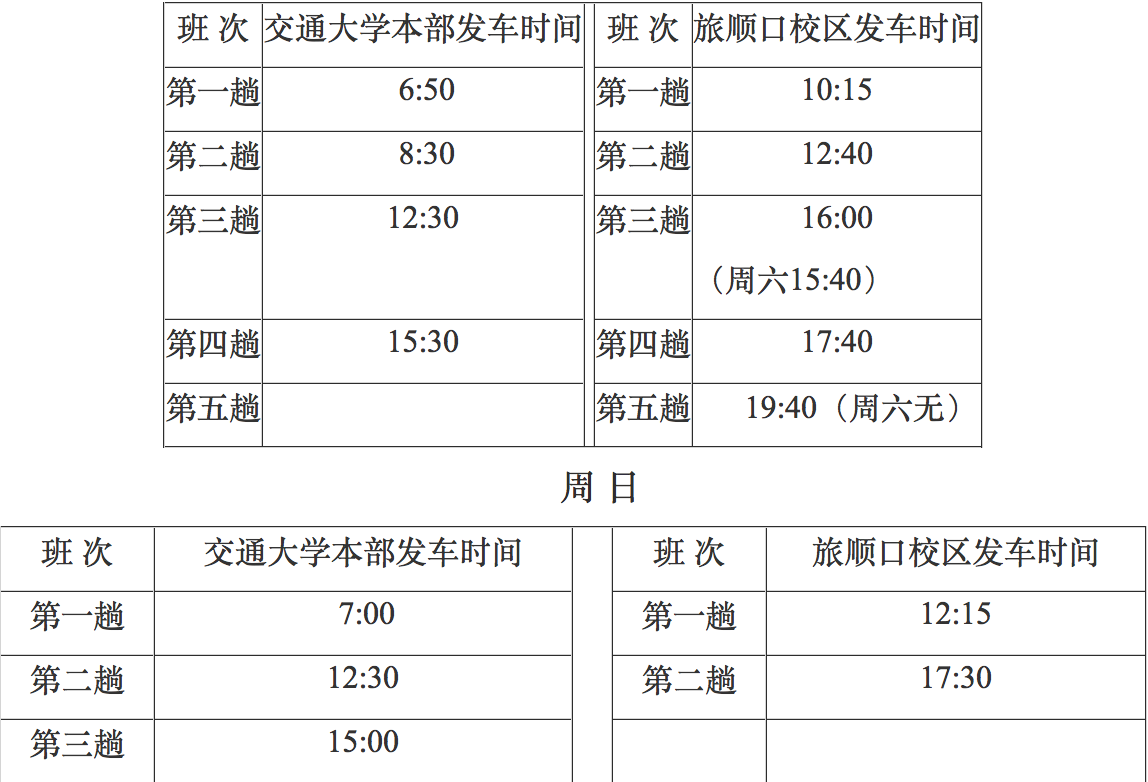 班 次 交通大学本部发车时间 班 次 旅顺口校区发车时间
第一趟 6:50 第一趟 10:15
第二趟 8:30 第二趟 12:40
第三趟 12:30 第三趟 16:00
（周六15:40）
第四趟 15:30 第四趟 17:40
第五趟 第五趟 19:40（周六无）
周 日
班 次 交通大学本部发车时间 班 次 旅顺口校区发车时间
第一趟 7:00 第一趟 12:15
第二趟 12:30 第二趟 17:30
第三趟 15:00